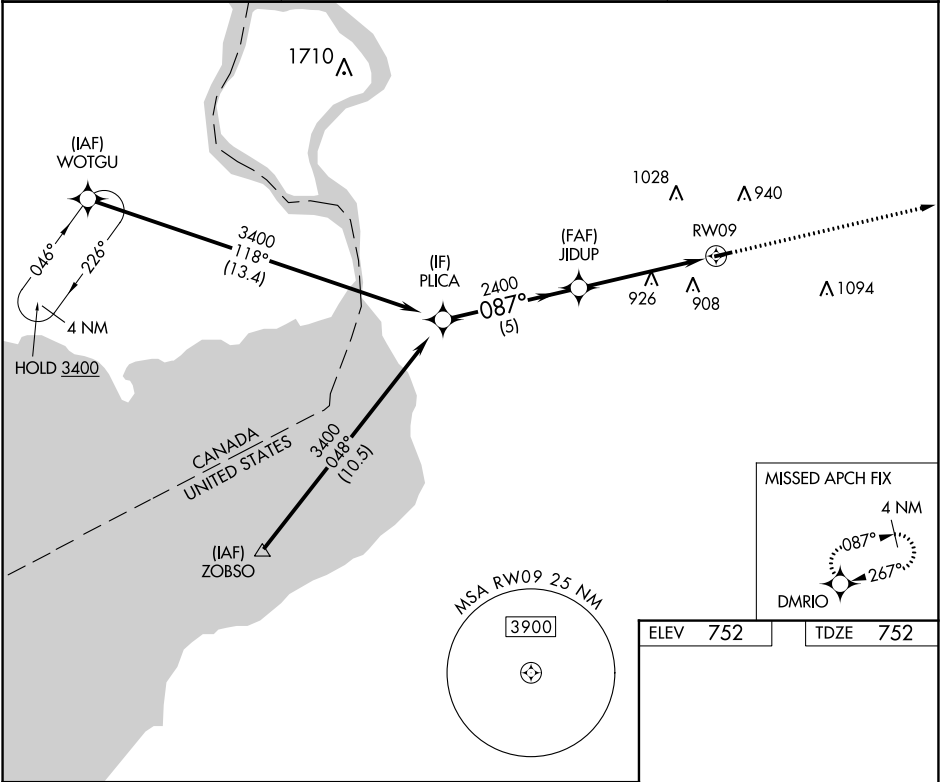 1710
(IAF)
WOTGU
046°
226°
4 NM
HOLD 3400
3400
118°
(13.4)
(IF)
PLICA
2400
087°
(5)
(FAF)
JIDUP
1028
940
RW09
926
908
1094
CANADA
UNITED STATES
3400
048°
(10.5)
(IAF)
ZOBSO
MSA RW09 25 NM
3900
MISSED APCH FIX
4 NM
087°
267°
DMRIO
ELEV 752
TDZE 752